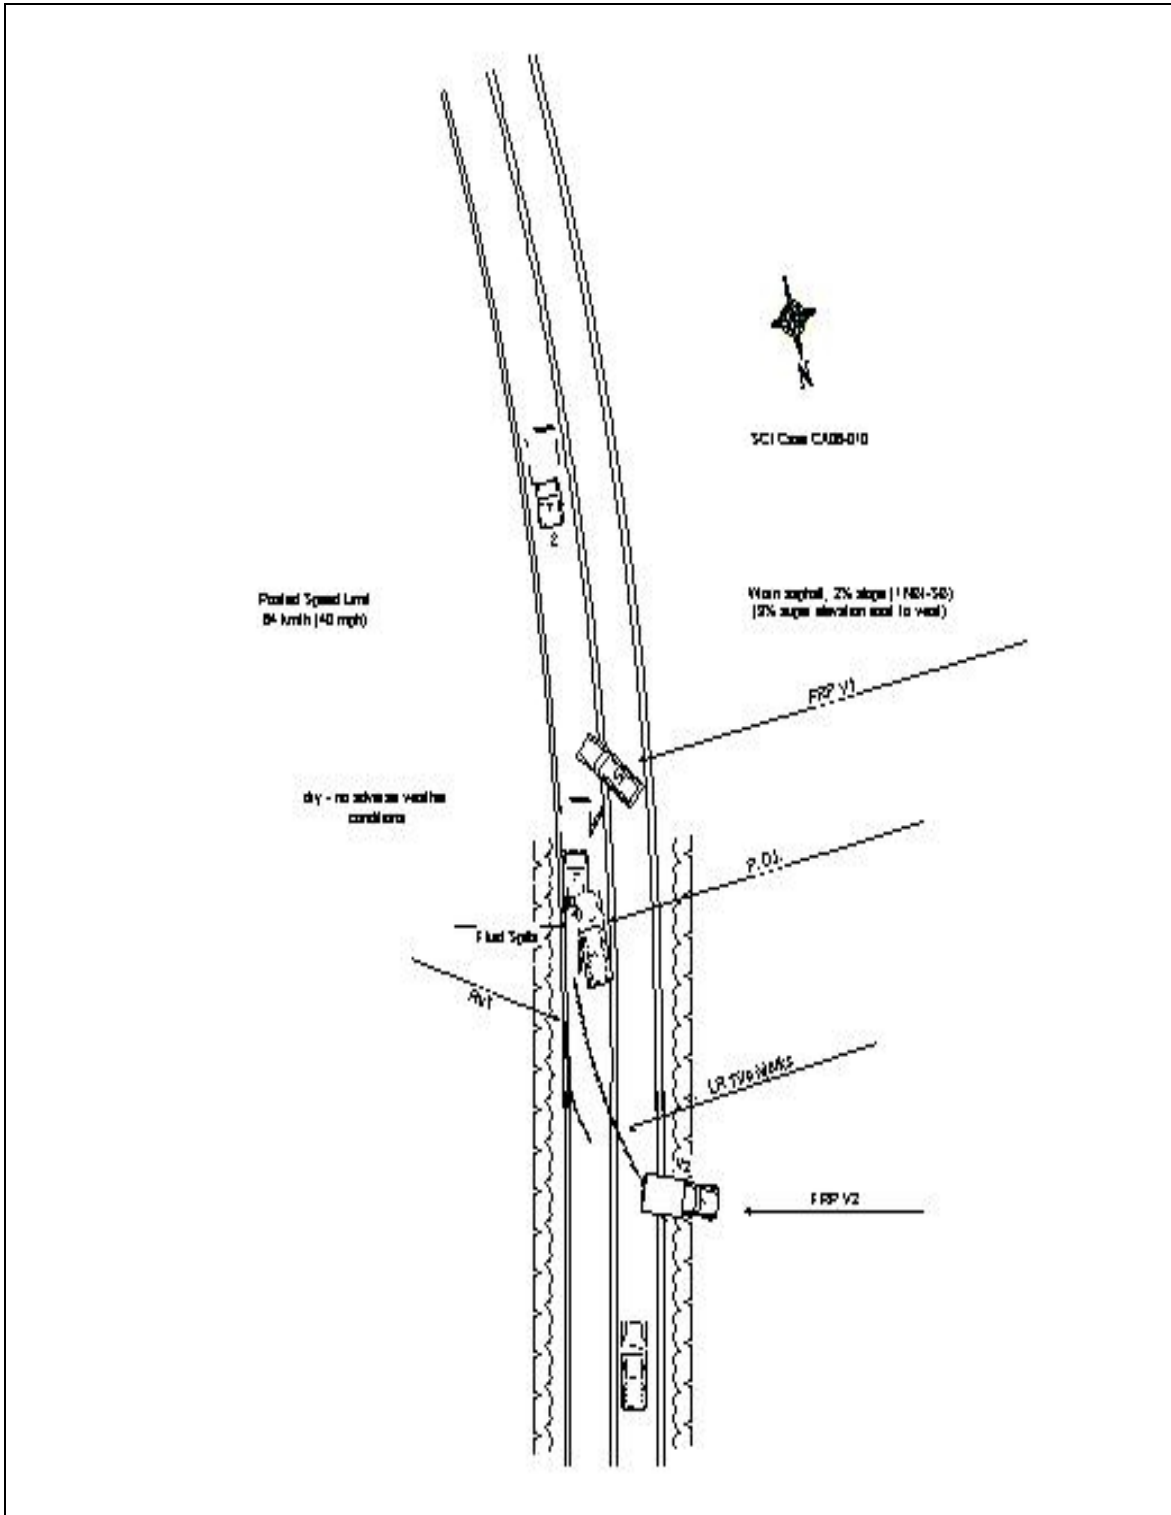 N
SCI Case CA08-010
Posted Speed Limit
64 km/h (40 mph)
2
FRP V1
V1
dry - no adverse weather
conditions
P.O.I.
Fluid Spills
LR Tire Marks
V2
FRP V2